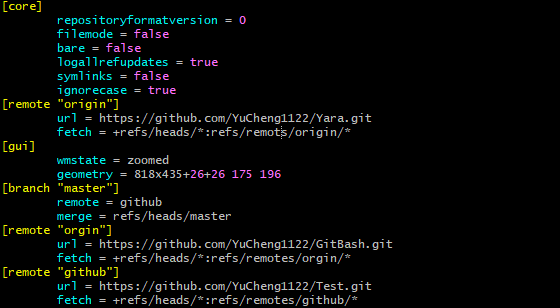 [core]
repositoryformatversion = 0
filemode = false
bare = false
logallrefupdates = true
symlinks = false
ignorecase = true
[remote "origin"]
url = https://github.com/YuCheng1122/Yara.git
fetch = +refs/heads/*:refs/remotes/origin/*
[gui]
wmstate = zoomed
geometry = 818x435+26+26 175 196
[branch "master"]
remote = github
merge = refs/heads/master
[remote "orgin"]
url = https://github.com/YuCheng1122/GitBash.git
fetch = +refs/heads/*:refs/remotes/orgin/*
[remote "github"]
url = https://github.com/YuCheng1122/Test.git
fetch = +refs/heads/*:refs/remotes/github/*